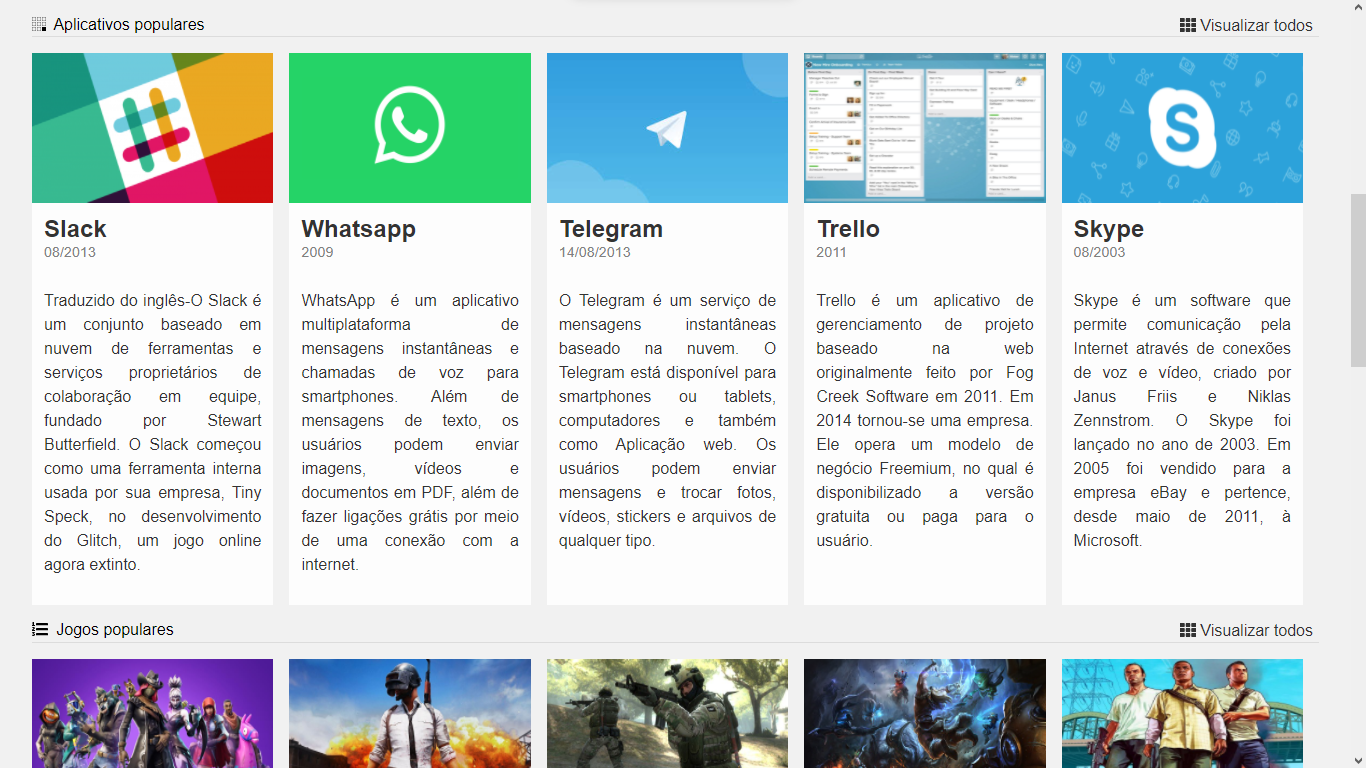 Aplicativos populares
Visualizar todos
Slack
08/2013
Traduzido do inglês-O Slack é
um conjunto baseado em
nuvem de ferramentas e
serviços proprietários de
colaboração em equipe,
fundado por Stewart
Butterfield. O Slack começou
como uma ferramenta interna
usada por sua empresa, Tiny
Speck, no desenvolvimento
do Glitch, um jogo online
agora extinto.
Whatsapp
2009
WhatsApp é um aplicativo
multiplataforma de
mensagens instantâneas e
chamadas de voz para
smartphones. Além de
mensagens de texto, os
usuários podem enviar
imagens, vídeos e
documentos em PDF, além de
fazer ligações grátis por meio
de uma conexão com a
internet.
Telegram
14/08/2013
O Telegram é um serviço de
mensagens instantâneas
baseado na nuvem. O
Telegram está disponível para
smartphones ou tablets,
computadores e também
como Aplicação web. Os
usuários podem enviar
mensagens e trocar fotos,
vídeos, stickers e arquivos de
qualquer tipo.
Trello
2011
Trello é um aplicativo de
gerenciamento de projeto
baseado na web
originalmente feito por Fog
Creek Software em 2011. Em
2014 tornou-se uma empresa.
Ele opera um modelo de
negócio Freemium, no qual é
disponibilizado a versão
gratuita ou paga para o
usuário.
S
Skype
08/2003
Skype é um software que
permite comunicação pela
Internet através de conexões
de voz e vídeo, criado por
Janus Friis e Niklas
Zennstrom. O Skype foi
lançado no ano de 2003. Em
2005 foi vendido para a
empresa eBay e pertence,
desde maio de 2011, à
Microsoft.
Jogos populares
Visualizar todos